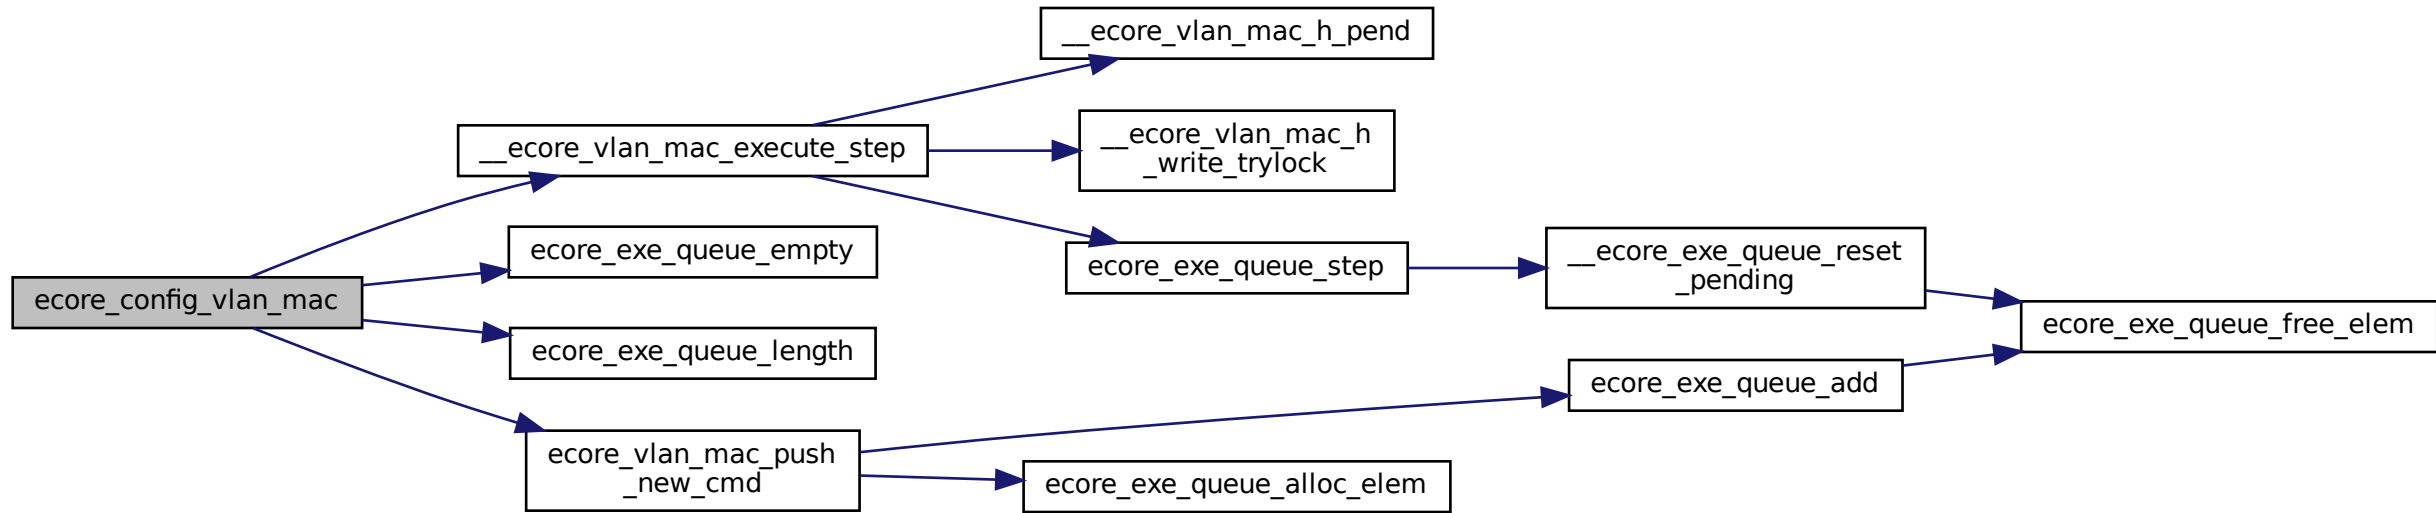 __ecore_vlan_mac_h_pend
__ecore_vlan_mac_h
_write_trylock
__ecore_vlan_mac_execute_step
ecore_exe_queue_empty
ecore_exe_queue_step
__ecore_exe_queue_reset
_pending
ecore_config_vlan_mac
ecore_exe_queue_free_elem
ecore_exe_queue_length
ecore_exe_queue_add
ecore_vlan_mac_push
_new_cmd
ecore_exe_queue_alloc_elem